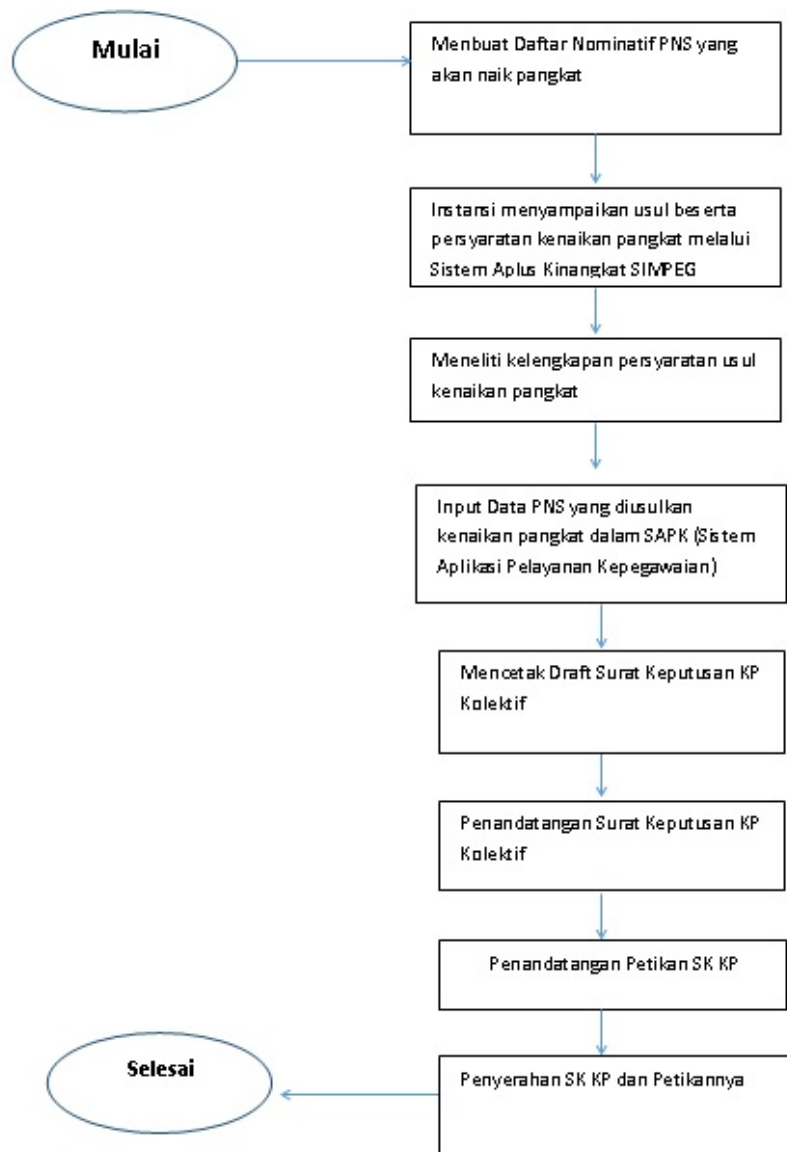 Mulai
Menbuat Daftar Nominatif PNS yang
akan naik pangkat
Instansi menyampaikan usul beserta
persyaratan kenaikan pangkat melalui
Sistem Aplus Kinangkat SIMPEG
Meneliti kelengkapan persyaratan usul
kenaikan pangkat
Input Data PNS yang diusulkan
kenaikan pangkat dalam SAPK (Sistem
Aplikasi Pelayanan Kepegawaian)
Mencetak Draft Surat Keputusan KP
Kolektif
Penandatangan Surat Keputusan KP
Kolektif
Penandatangan Petikan SK KP
Penyerahan SK KP dan Petikannya
Selesai